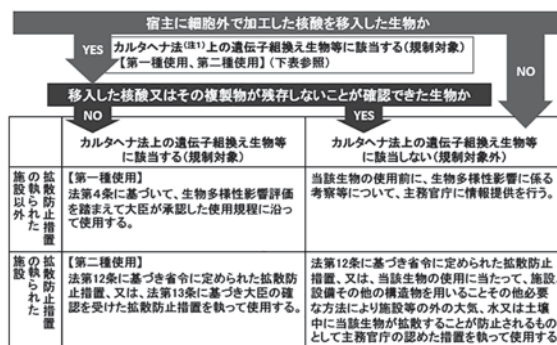 宿主に細胞外で加工した核酸を移入した生物か
YES
カルタヘナ法(注1)上の遺伝子組換え生物等に該当する(規制対象)
【第一種使用、第二種使用】(下表参照)
NO
移入した核酸又はその複製物が残存しないことが確認できた生物か
NO
YES
カルタヘナ法上の遺伝子組換え生物等
に該当する(規制対象)
カルタヘナ法上の遺伝子組換え生物等
に該当しない(規制対象外)
拡散防止措置
の執られた
施設以外
【第一種使用】
法第4条に基づいて、生物多様性影響評価
を踏まえて大臣が承認した使用規程に沿っ
て使用する。
当該生物の使用前に、生物多様性影響に係る
考察等について、主務官庁に情報提供を行う。
拡散防止措置
の執られた
施設
【第二種使用】
法第12条に基づき省令に定められた拡散防
止措置、又は、法第13条に基づき大臣の確
認を受けた拡散防止措置を執って使用する。
法第12条に基づき省令に定められた拡散防止
措置、又は、当該生物の使用に当たって、施設、
設備その他の構造物を用いることその他必要
な方法により施設等の外の大気、水又は土壌
中に当該生物が拡散することが防止されるもの
として主務官庁の認めた措置を執って使用する